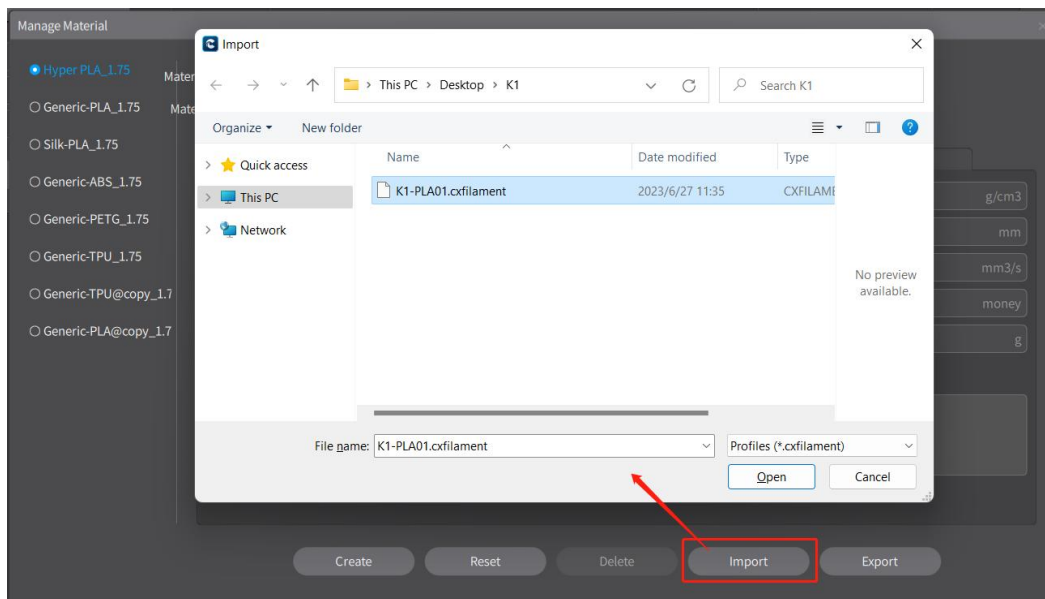 Manage Material
Import
Hyper PLA_1.75
Mater
This PC > Desktop > K1
Search K1
Generic-PLA_1.75
Mate
Organize
New folder
Silk-PLA_1.75
Name
Date modified
Type
Quick access
Generic-ABS_1.75
This PC
K1-PLA01.cxfilament
2023/6/27 11:35
CXFILAME
g/cm3
Generic-PETG_1.75
Network
mm
Generic-TPU_1.75
mm3/s
No preview
available.
Generic-TPU@copy_1.7
money
Generic-PLA@copy_1.7
g
File name:
K1-PLA01.cxfilament
Profiles (*.cxfilament)
Open
Cancel
Create
Reset
Delete
Import
Export